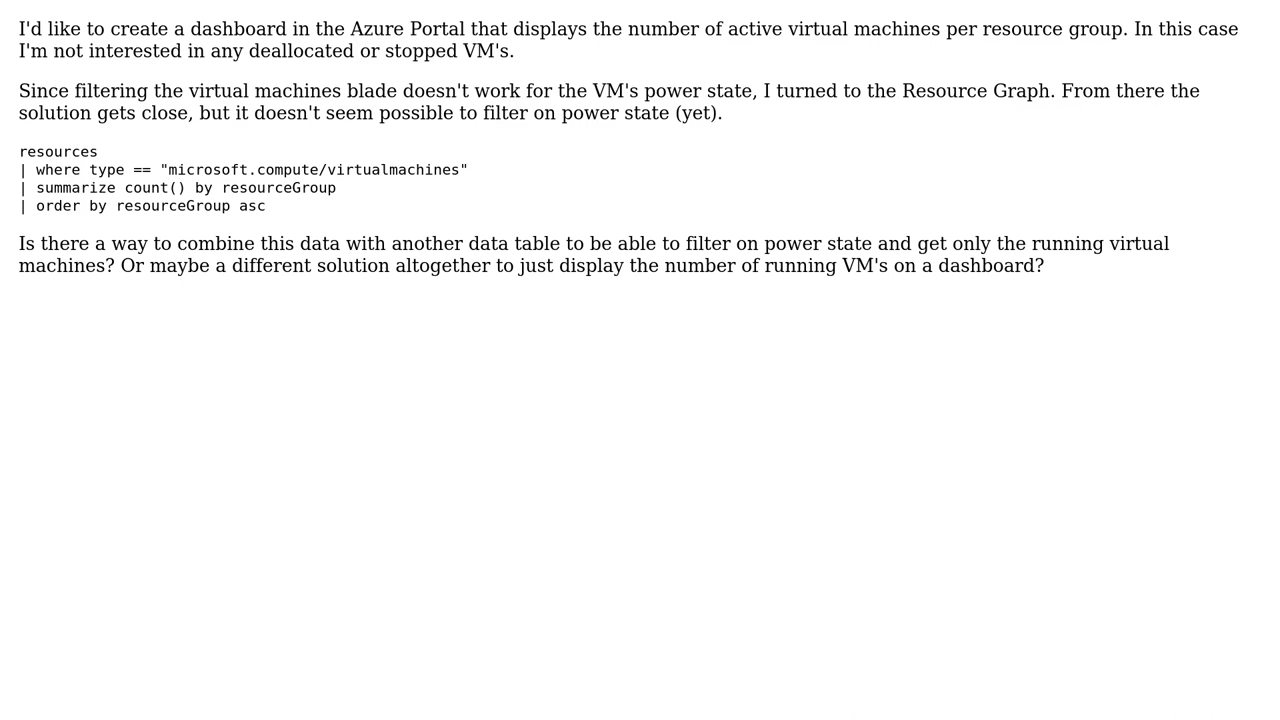 I'd like to create a dashboard in the Azure Portal that displays the number of active virtual machines per resource group. In this case
I'm not interested in any deallocated or stopped VM's.
Since filtering the virtual machines blade doesn't work for the VM's power state, I turned to the Resource Graph. From there the
solution gets close, but it doesn't seem possible to filter on power state (yet).
resources
| where type == "microsoft.compute/virtualmachines"
| summarize count() by resourceGroup
| order by resourceGroup asc
Is there a way to combine this data with another data table to be able to filter on power state and get only the running virtual
machines? Or maybe a different solution altogether to just display the number of running VM's on a dashboard?